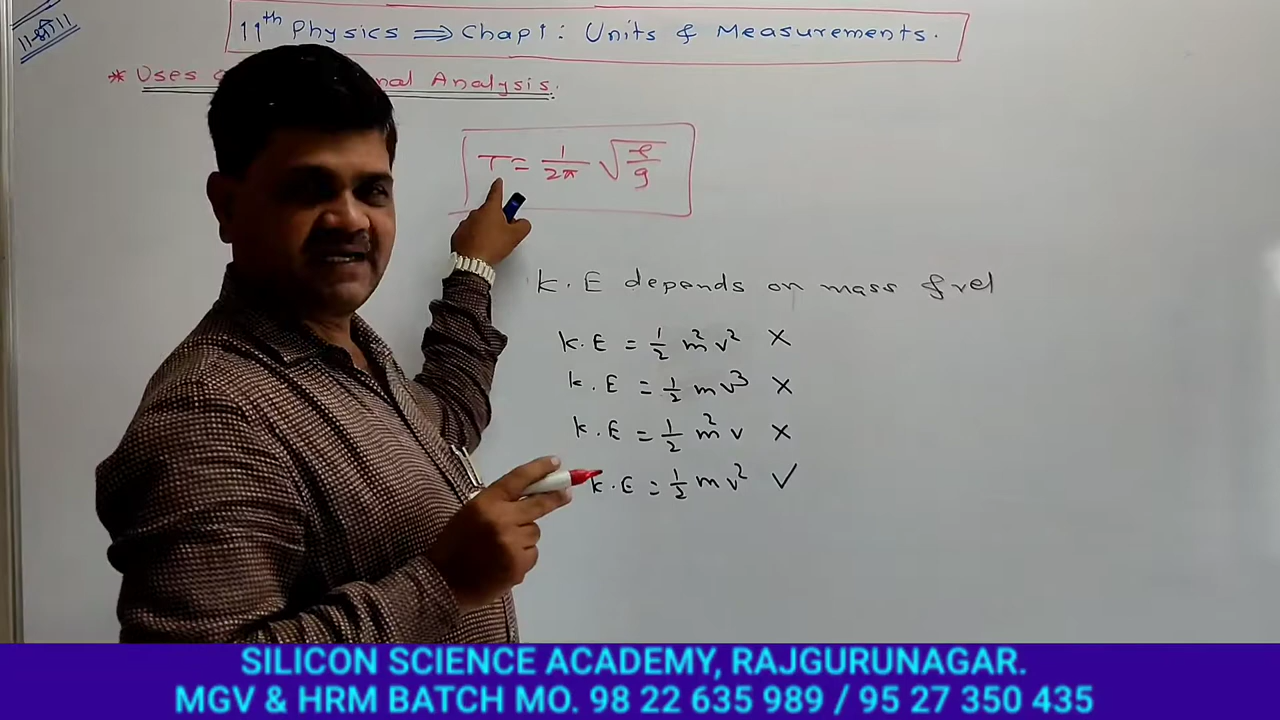 11th Physics ⇒ Chap1: Units & Measurements.
* Uses nal Analysis.
T = 1/2π √(l/g)
K.E depends on mass & vel
K.E = 1/2 m² v² ×
K.E = 1/2 m v³ ×
K.E = 1/2 m² v ×
K.E = 1/2 m v² ✓
SILICON SCIENCE ACADEMY, RAJGURUNAGAR.
MGV & HRM BATCH MO. 98 22 635 989 / 95 27 350 435